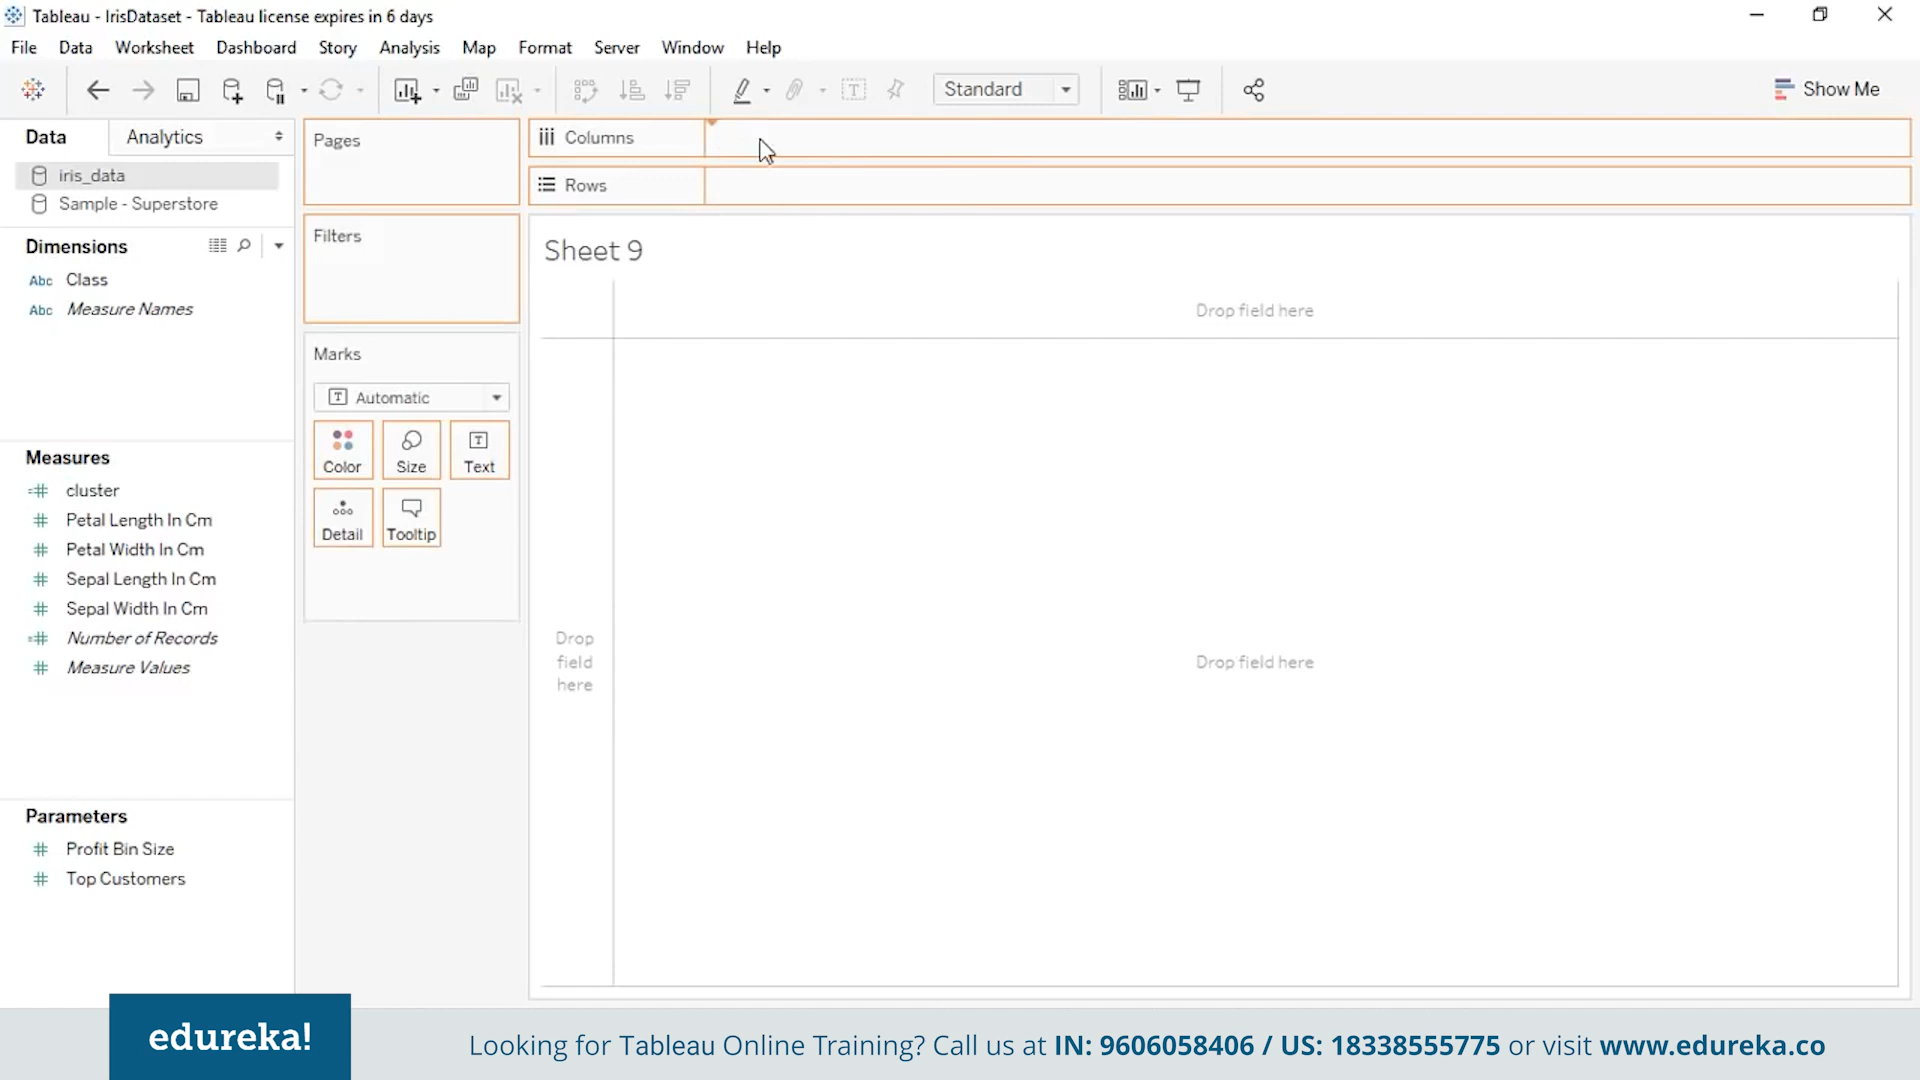 Tableau - IrisDataset - Tableau license expires in 6 days
File Data Worksheet Dashboard Story Analysis Map Format Server Window Help
Standard
Show Me
Data Analytics
iris_data
Sample - Superstore
Dimensions
Abc Class
Abc Measure Names
Measures
=# cluster
# Petal Length In Cm
# Petal Width In Cm
# Sepal Length In Cm
# Sepal Width In Cm
=# Number of Records
# Measure Values
Parameters
# Profit Bin Size
# Top Customers
Pages
Filters
Marks
Automatic
Color Size Text
Detail Tooltip
Columns
Rows
Sheet 9
Drop field here
Drop
field
here
Drop field here
edureka!
Looking for Tableau Online Training? Call us at IN: 9606058406 / US: 18338555775 or visit www.edureka.co